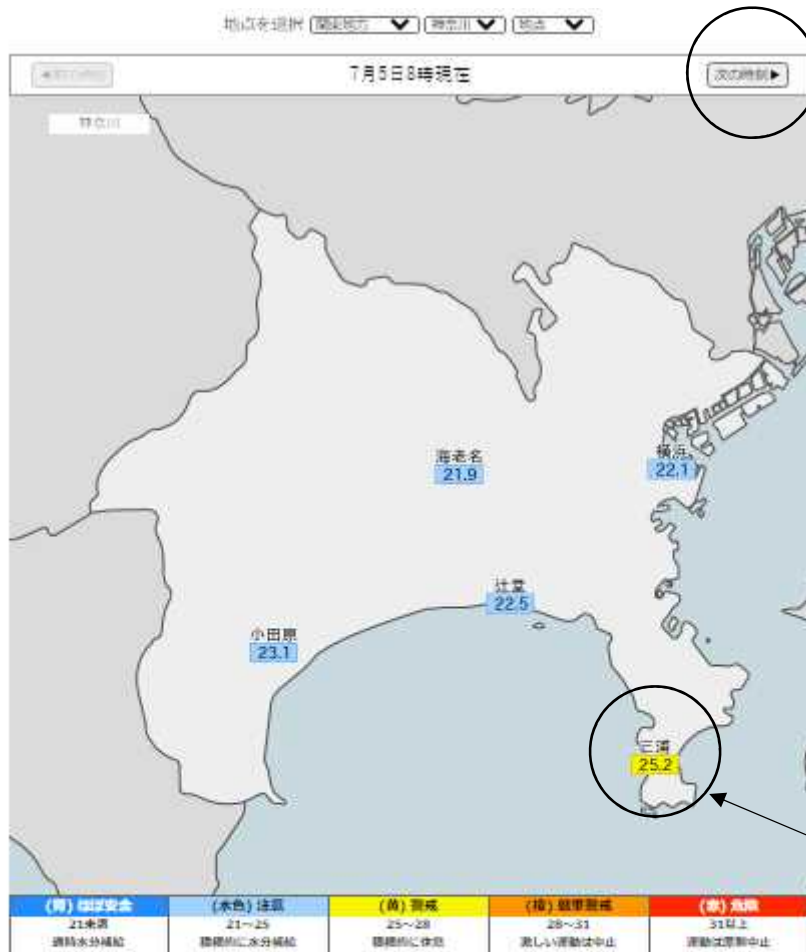 地点を選択 関東地方 神奈川 地点
7月5日8時現在 次の時刻▶
神奈川
海老名
21.9
横浜
22.1
辻堂
22.5
小田原
23.1
三浦
25.2
(青) ほぼ安全 (水色) 注意 (黄) 警戒 (橙) 厳重警戒 (赤) 危険
21未満 21～25 25～28 28～31 31以上
適時水分補給 積極的に水分補給 積極的に休息 激しい運動は中止 運動は原則中止